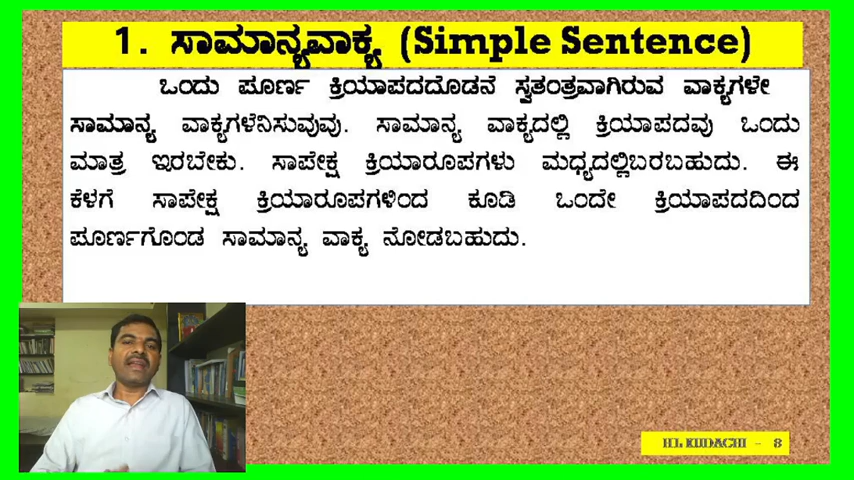 1. ಸಾಮಾನ್ಯವಾಕ್ಯ (Simple Sentence)
ಒಂದು ಪೂರ್ಣ ಕ್ರಿಯಾಪದದೊಡನೆ ಸ್ವತಂತ್ರವಾಗಿರುವ ವಾಕ್ಯಗಳೇ
ಸಾಮಾನ್ಯ ವಾಕ್ಯಗಳೆನಿಸುವುವು. ಸಾಮಾನ್ಯ ವಾಕ್ಯದಲ್ಲಿ ಕ್ರಿಯಾಪದವು ಒಂದು
ಮಾತ್ರ ಇರಬೇಕು. ಸಾಪೇಕ್ಷ ಕ್ರಿಯಾರೂಪಗಳು ಮಧ್ಯದಲ್ಲಿಬರಬಹುದು. ಈ
ಕೆಳಗೆ ಸಾಪೇಕ್ಷ ಕ್ರಿಯಾರೂಪಗಳಿಂದ ಕೂಡಿ ಒಂದೇ ಕ್ರಿಯಾಪದದಿಂದ
ಪೂರ್ಣಗೊಂಡ ಸಾಮಾನ್ಯ ವಾಕ್ಯ ನೋಡಬಹುದು.
H.L KUDACHI - 8